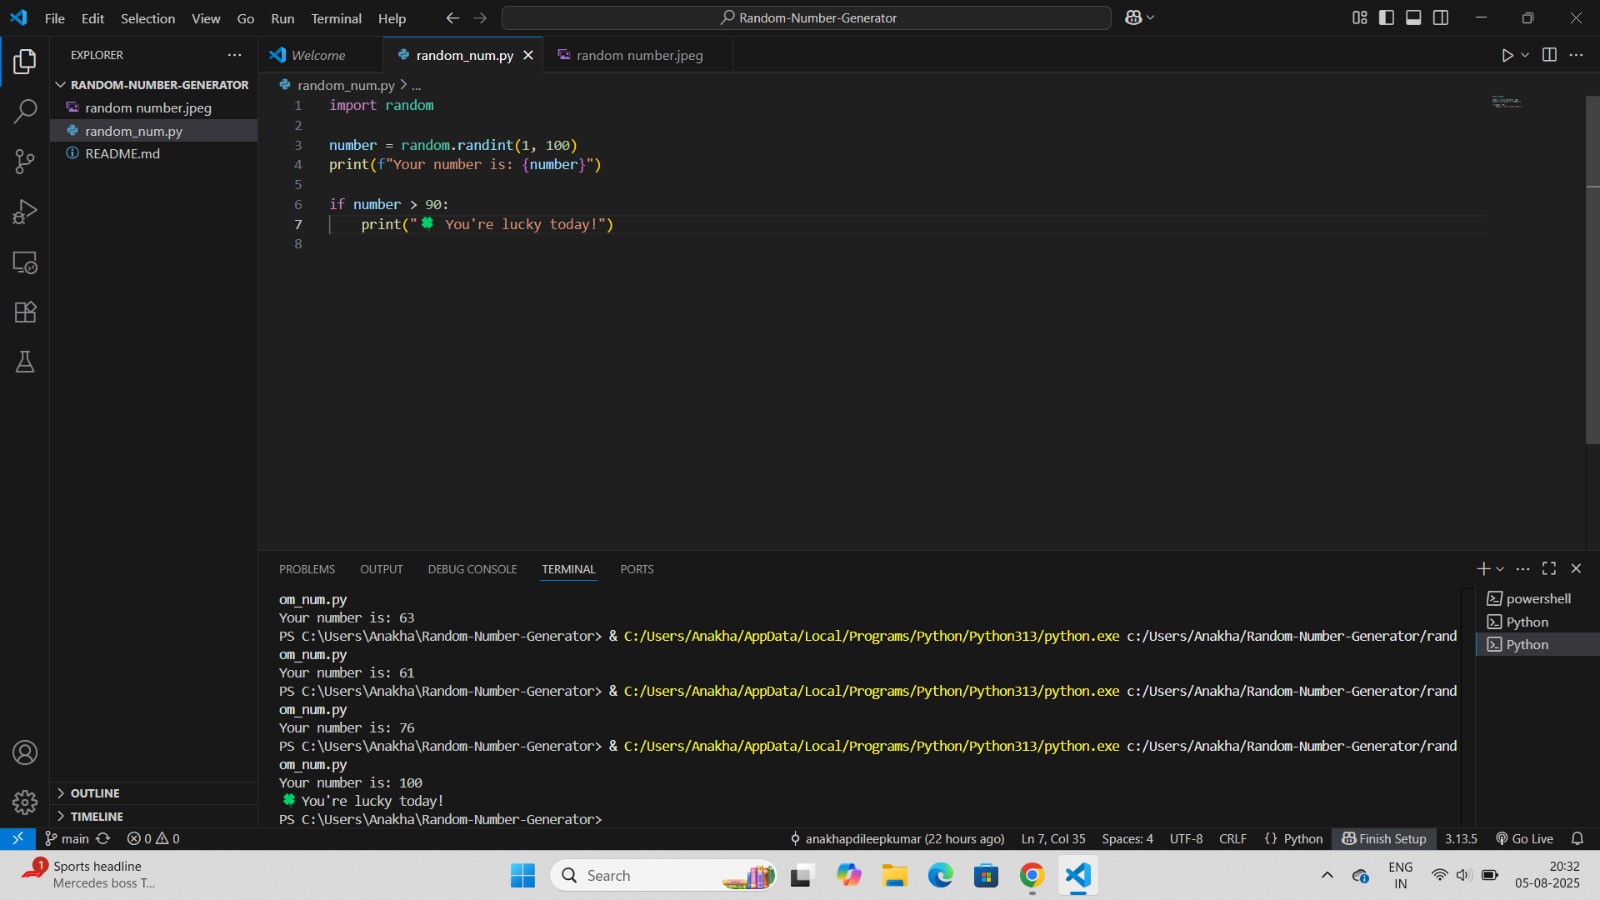 File Edit Selection View Go Run Terminal Help
Random-Number-Generator
EXPLORER
RANDOM-NUMBER-GENERATOR
random number.jpeg
random_num.py
README.md
OUTLINE
TIMELINE
Welcome
random_num.py
random number.jpeg
random_num.py > ...
1 import random
2
3 number = random.randint(1, 100)
4 print(f"Your number is: {number}")
5
6 if number > 90:
7 print("🍀 You're lucky today!")
8
PROBLEMS OUTPUT DEBUG CONSOLE TERMINAL PORTS
om_num.py
Your number is: 63
PS C:\Users\Anakha\Random-Number-Generator> & C:/Users/Anakha/AppData/Local/Programs/Python/Python313/python.exe c:/Users/Anakha/Random-Number-Generator/rand
om_num.py
Your number is: 61
PS C:\Users\Anakha\Random-Number-Generator> & C:/Users/Anakha/AppData/Local/Programs/Python/Python313/python.exe c:/Users/Anakha/Random-Number-Generator/rand
om_num.py
Your number is: 76
PS C:\Users\Anakha\Random-Number-Generator> & C:/Users/Anakha/AppData/Local/Programs/Python/Python313/python.exe c:/Users/Anakha/Random-Number-Generator/rand
om_num.py
Your number is: 100
🍀 You're lucky today!
PS C:\Users\Anakha\Random-Number-Generator>
powershell
Python
Python
main 0 0 anakhapdileepkumar (22 hours ago) Ln 7, Col 35 Spaces: 4 UTF-8 CRLF {} Python Finish Setup 3.13.5 Go Live
1
Sports headline
Mercedes boss T...
Search
ENG
IN
20:32
05-08-2025